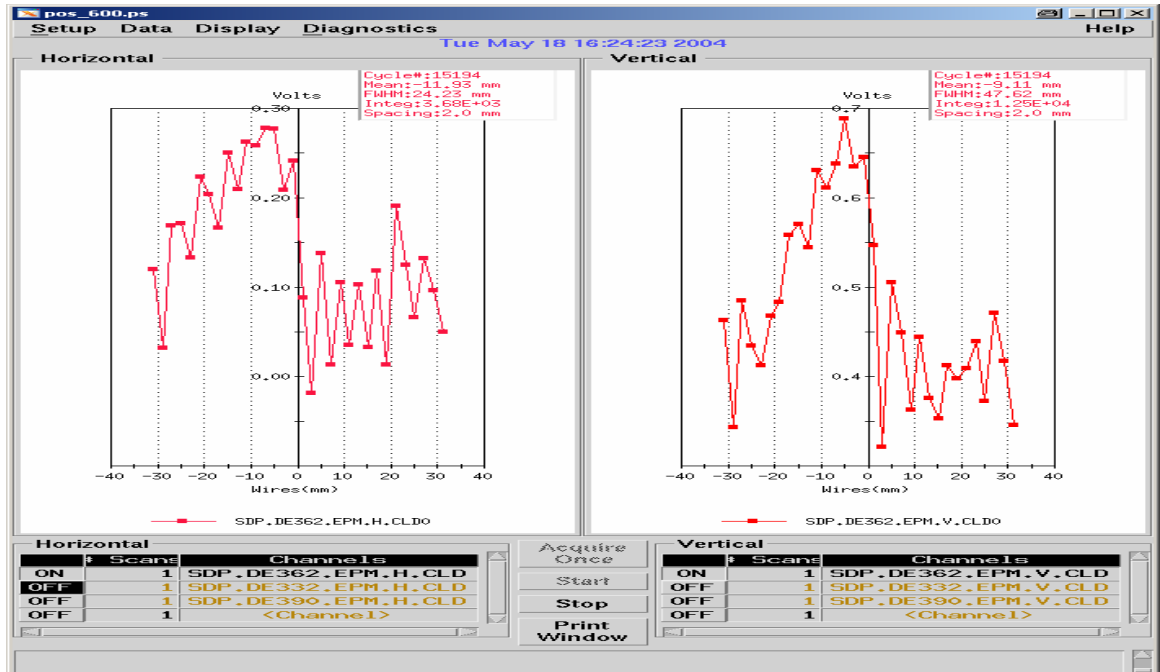 pos_600.ps
Setup Data Display Diagnostics Help
Tue May 18 16:24:23 2004
Horizontal
Cycle#:15194
Mean:-11.93 mm
FWHM:24.23 mm
Integ:3.68E+03
Spacing:2.0 mm
Volts
0.30
0.20
0.10
0.00
-40 -30 -20 -10 0 10 20 30 40
Wires(mm)
SDP.DE362.EPM.H.CLD0
Vertical
Cycle#:15194
Mean:-9.11 mm
FWHM:47.62 mm
Integ:1.25E+04
Spacing:2.0 mm
Volts
0.7
0.6
0.5
0.4
-40 -30 -20 -10 0 10 20 30 40
Wires(mm)
SDP.DE362.EPM.V.CLD0
Horizontal
# Scans Channels
ON 1 SDP.DE362.EPM.H.CLD
OFF 1 SDP.DE332.EPM.H.CLD
OFF 1 SDP.DE390.EPM.H.CLD
OFF 1 <Channel>
Acquire
Once
Start
Stop
Print
Window
Vertical
# Scans Channels
ON 1 SDP.DE362.EPM.V.CLD
OFF 1 SDP.DE332.EPM.V.CLD
OFF 1 SDP.DE390.EPM.V.CLD
OFF 1 <Channel>